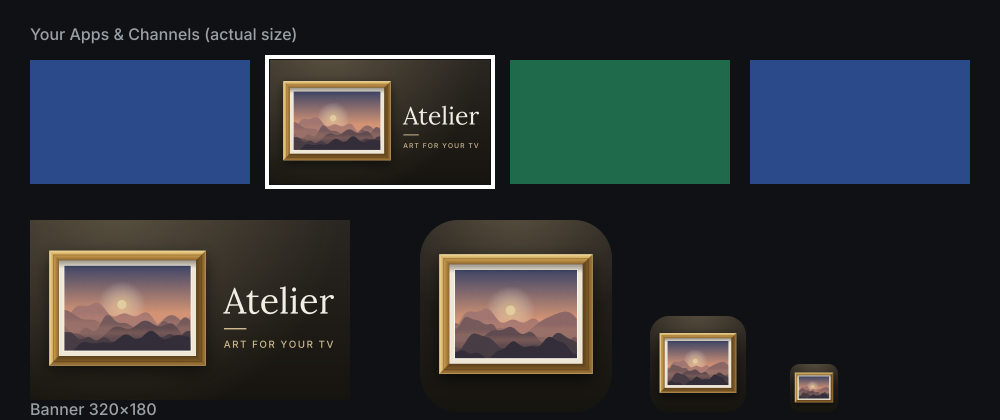 Your Apps & Channels (actual size)
Atelier
ART FOR YOUR TV
Atelier
ART FOR YOUR TV
Banner 320×180